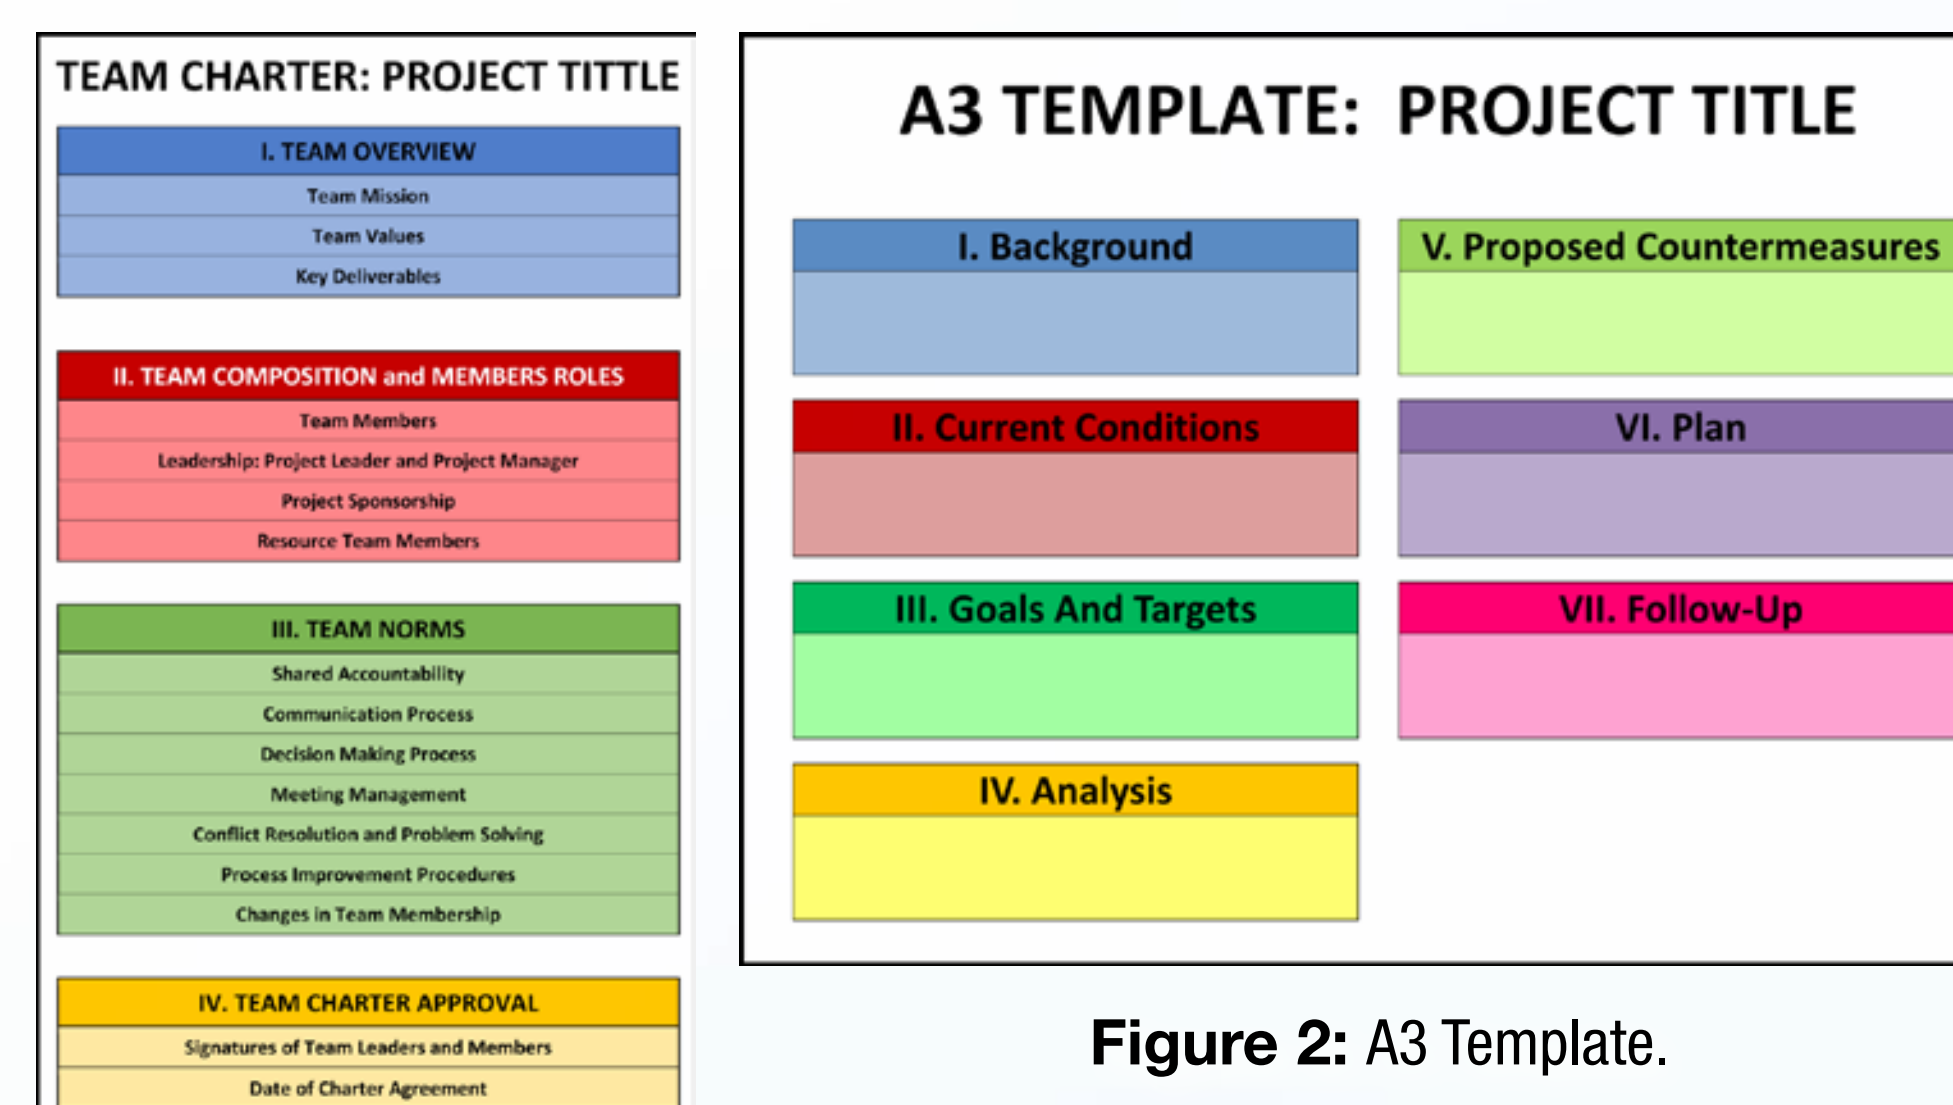 TEAM CHARTER: PROJECT TITTLE
I. TEAM OVERVIEW
Team Mission
Team Values
Key Deliverables
II. TEAM COMPOSITION and MEMBERS ROLES
Team Members
Leadership: Project Leader and Project Manager
Project Sponsorship
Resource Team Members
III. TEAM NORMS
Shared Accountability
Communication Process
Decision Making Process
Meeting Management
Conflict Resolution and Problem Solving
Process Improvement Procedures
Changes in Team Membership
IV. TEAM CHARTER APPROVAL
Signatures of Team Leaders and Members
Date of Charter Agreement
A3 TEMPLATE: PROJECT TITLE
I. Background
II. Current Conditions
III. Goals And Targets
IV. Analysis
V. Proposed Countermeasures
VI. Plan
VII. Follow-Up
Figure 2: A3 Template.